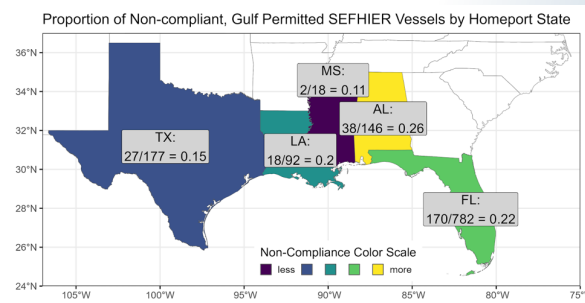 Proportion of Non-compliant, Gulf Permitted SEFHIER Vessels by Homeport State
36°N
34°N
32°N
30°N
28°N
26°N
24°N
MS:
2/18 = 0.11
AL:
38/146 = 0.26
TX:
27/177 = 0.15
LA:
18/92 = 0.2
FL:
170/782 = 0.22
Non-Compliance Color Scale
less more
105°W 100°W 95°W 90°W 85°W 80°W 75°